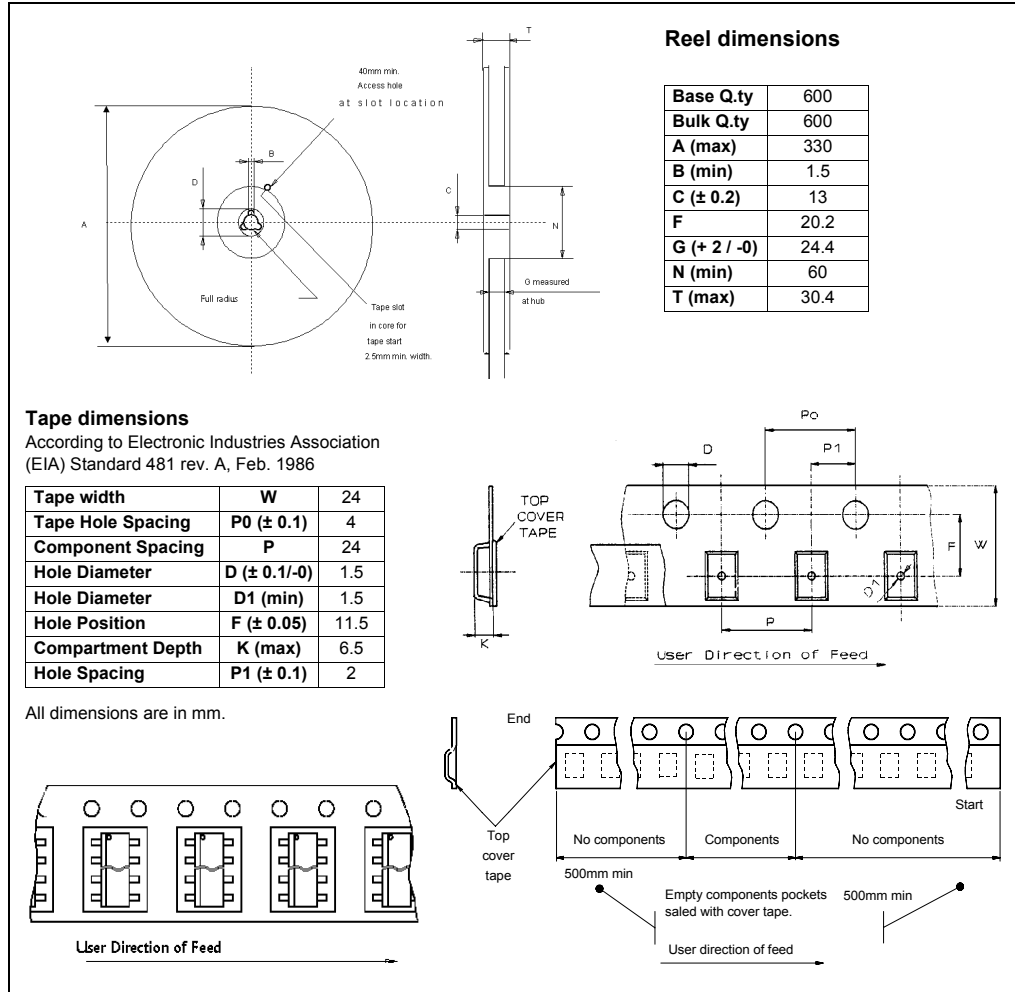 Reel dimensions
T
40mm min.
Access hole
at slot location
B
D
A
C
N
Full radius
Tape slot
in core for
tape start
2.5mm min. width.
G measured
at hub
Base Q.ty 600
Bulk Q.ty 600
A (max) 330
B (min) 1.5
C (± 0.2) 13
F 20.2
G (+ 2 / -0) 24.4
N (min) 60
T (max) 30.4
Tape dimensions
According to Electronic Industries Association
(EIA) Standard 481 rev. A, Feb. 1986
Tape width W 24
Tape Hole Spacing P0 (± 0.1) 4
Component Spacing P 24
Hole Diameter D (± 0.1/-0) 1.5
Hole Diameter D1 (min) 1.5
Hole Position F (± 0.05) 11.5
Compartment Depth K (max) 6.5
Hole Spacing P1 (± 0.1) 2
All dimensions are in mm.
Po
D
P1
TOP
COVER
TAPE
F
W
D1
K
P
User Direction of Feed
End
Start
Top
cover
tape
No components
Components
No components
500mm min
Empty components pockets
saled with cover tape.
500mm min
User direction of feed
User Direction of Feed